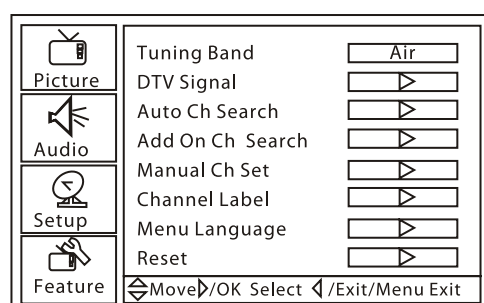 Picture
Audio
Setup
Feature
Tuning Band Air
DTV Signal
Auto Ch Search
Add On Ch Search
Manual Ch Set
Channel Label
Menu Language
Reset
Move /OK Select /Exit/Menu Exit